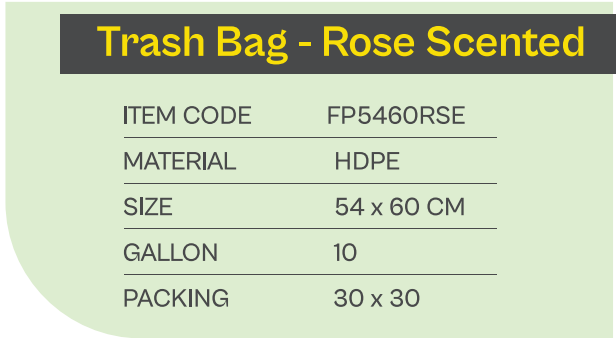 Trash Bag - Rose Scented
ITEM CODE FP5460RSE
MATERIAL HDPE
SIZE 54 x 60 CM
GALLON 10
PACKING 30 x 30